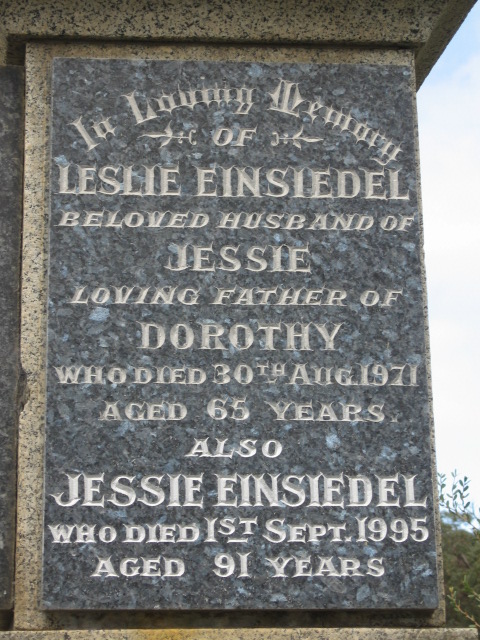 In Loving Memory
OF
LESLIE EINSIEDEL
BELOVED HUSBAND OF
JESSIE
LOVING FATHER OF
DOROTHY
WHO DIED 30TH AUG. 1971
AGED 65 YEARS.
ALSO
JESSIE EINSIEDEL
WHO DIED 1ST SEPT. 1995
AGED 91 YEARS